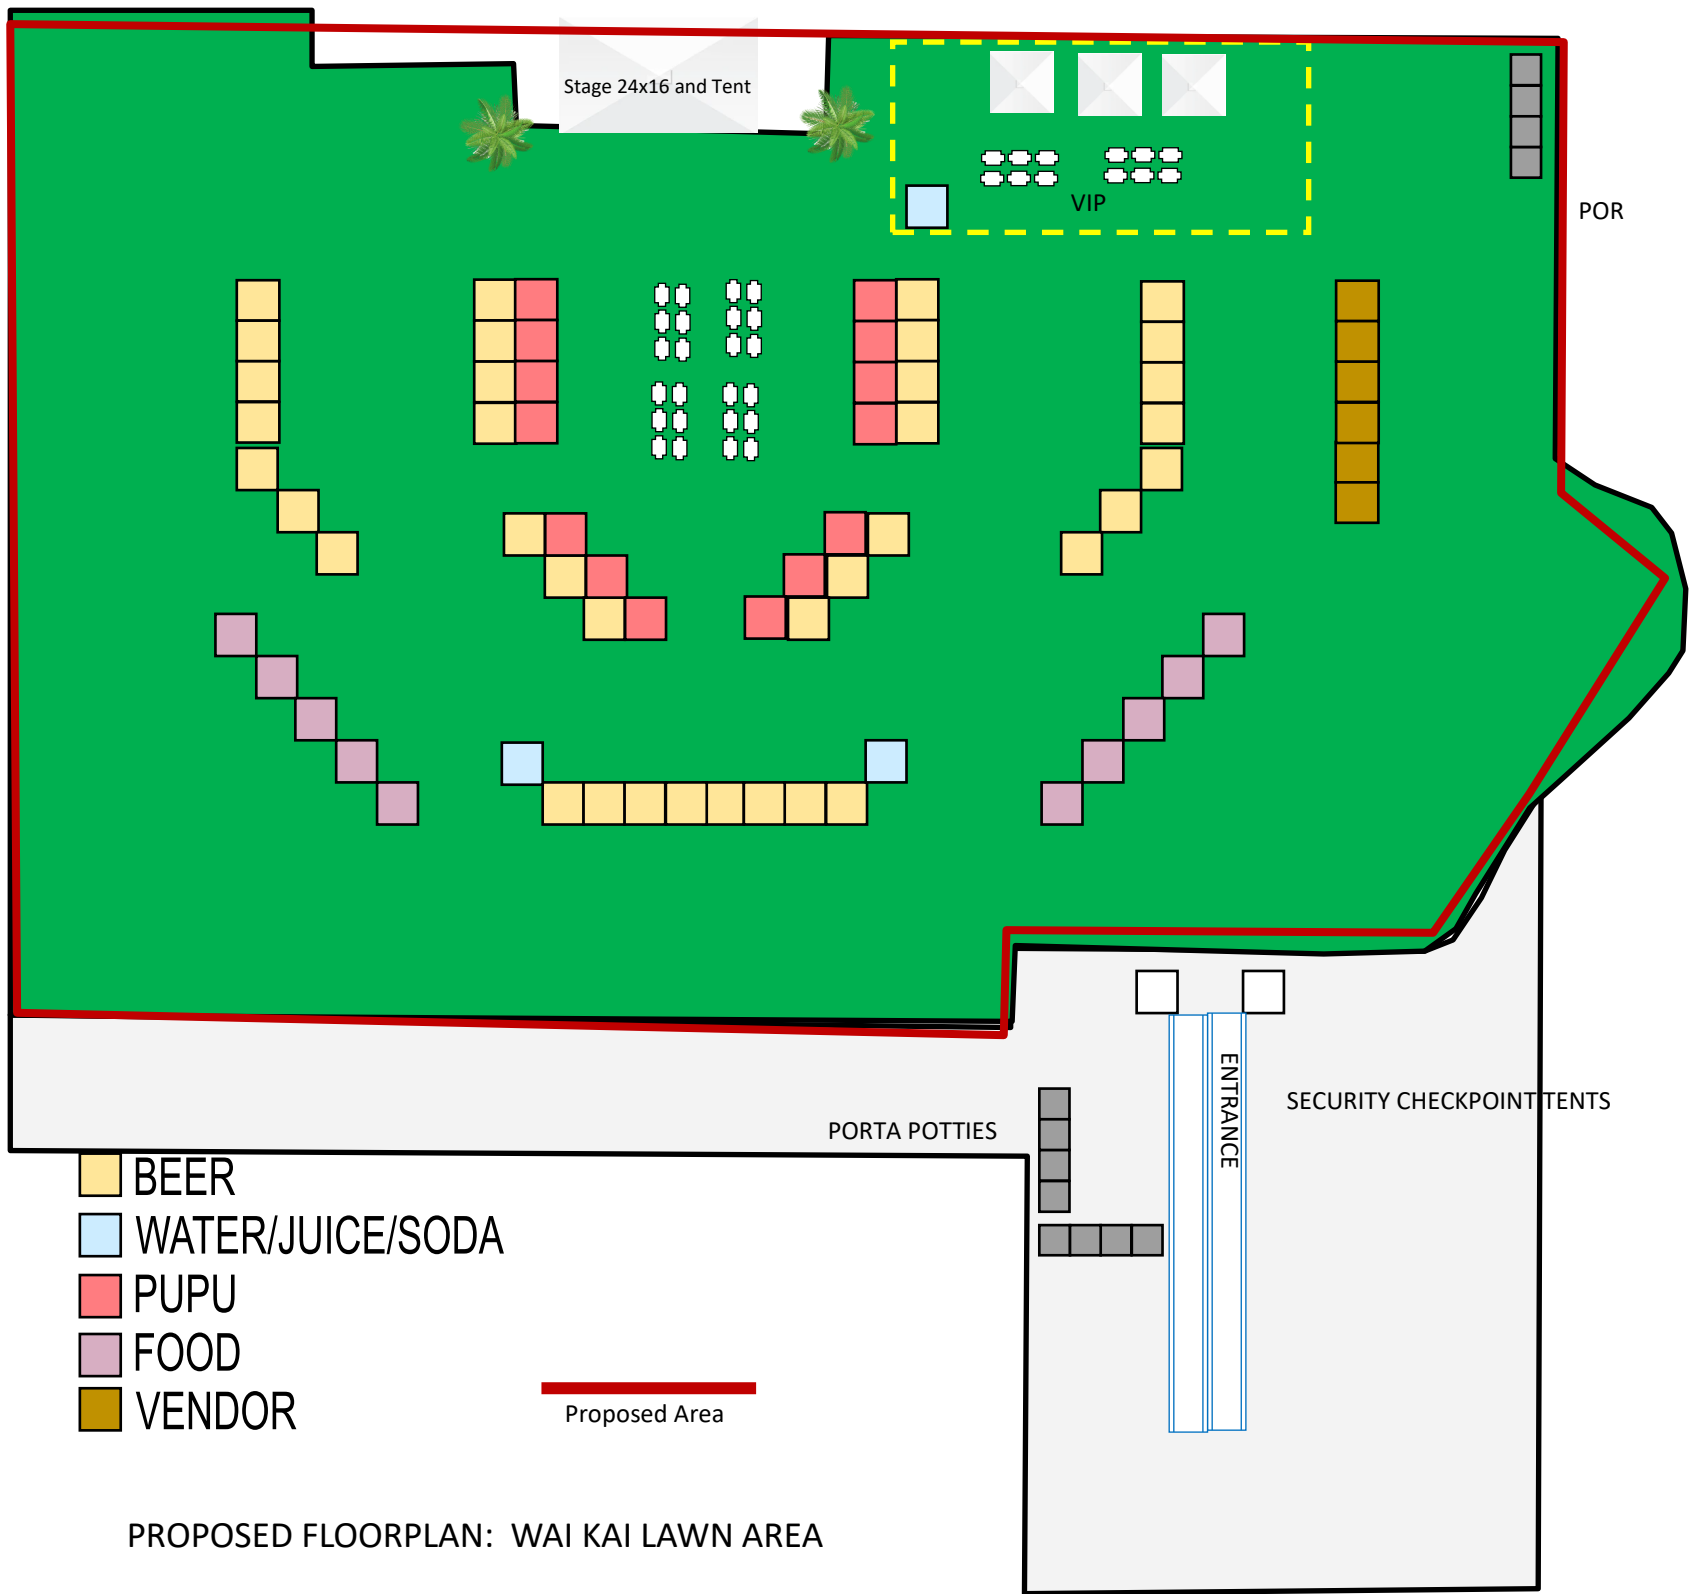 Stage 24x16 and Tent
VIP
POR
ENTRANCE
SECURITY CHECKPOINT TENTS
PORTA POTTIES
BEER
WATER/JUICE/SODA
PUPU
FOOD
VENDOR
Proposed Area
PROPOSED FLOORPLAN: WAI KAI LAWN AREA